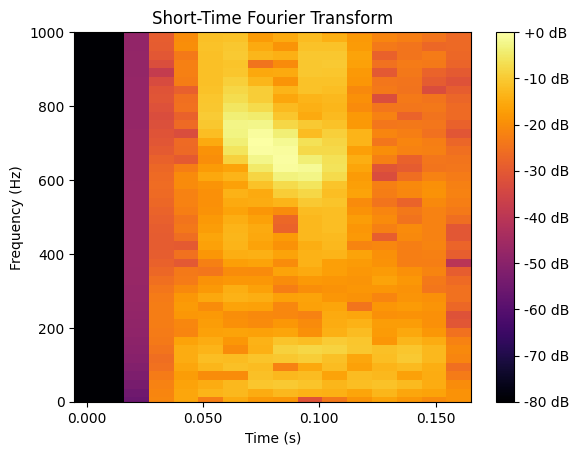 Short-Time Fourier Transform
1000
800
600
400
200
0
Frequency (Hz)
0.000
0.050
0.100
0.150
Time (s)
+0 dB
-10 dB
-20 dB
-30 dB
-40 dB
-50 dB
-60 dB
-70 dB
-80 dB